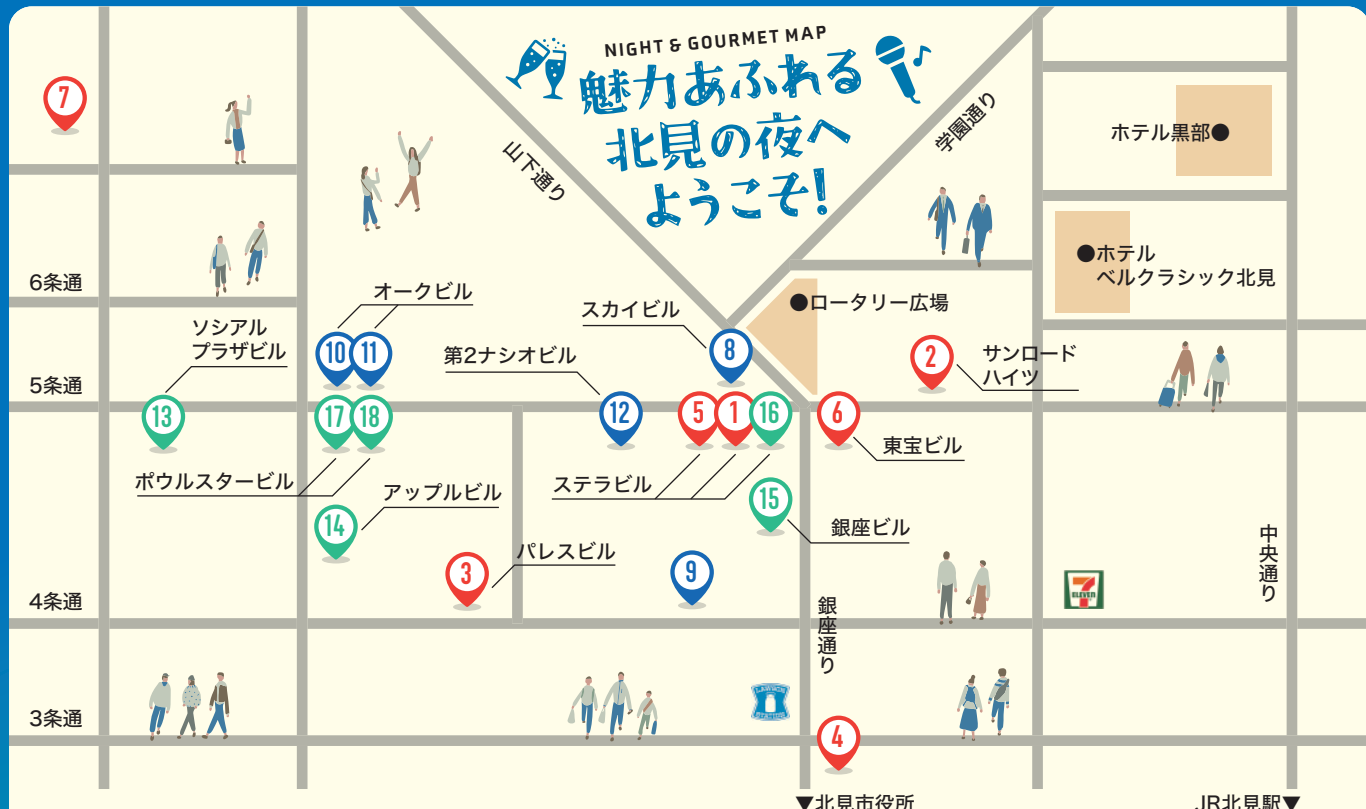 NIGHT & GOURMET MAP
魅力あふれる
北見の夜へ
ようこそ!
7
山下通り
学園通り
ホテル黒部
ホテル
ベルクラシック北見
6条通
オークビル
スカイビル
ロータリー広場
ソシアル
プラザビル
10
11
第2ナシオビル
8
2
サンロード
ハイツ
5条通
13
17
18
12
5
1
16
6
東宝ビル
ポウルスタービル
アップルビル
ステラビル
15
銀座ビル
14
パレスビル
3
9
中央通り
7
ELEVEN
4条通
銀座通り
3条通
LAWSON
STATION
4
▼北見市役所
JR北見駅▼